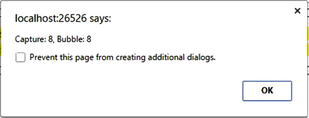 localhost:26526 says:
Capture: 8, Bubble: 8
Prevent this page from creating additional dialogs.
OK